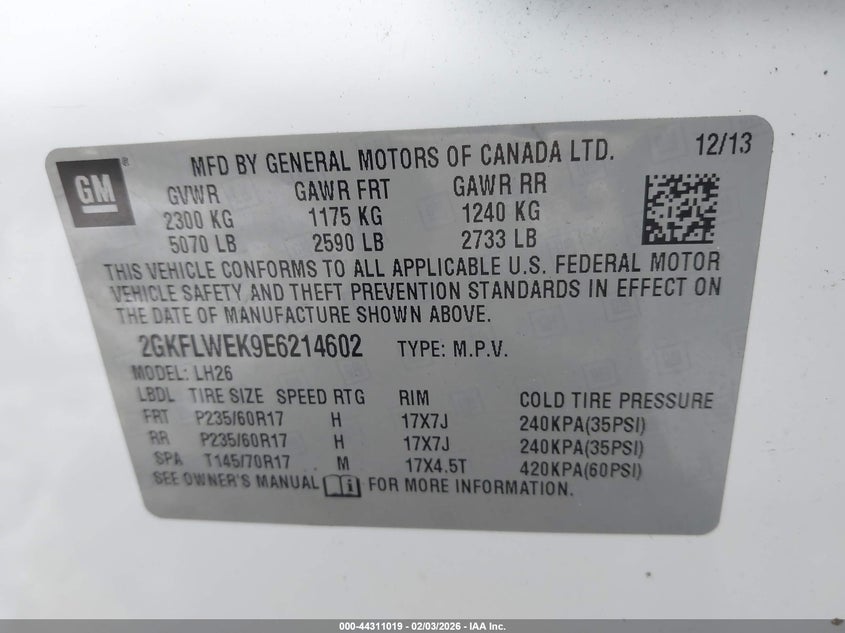 GM® MFD BY GENERAL MOTORS OF CANADA LTD. 12/13
GVWR GAWR FRT GAWR RR
2300 KG 1175 KG 1240 KG
5070 LB 2590 LB 2733 LB
THIS VEHICLE CONFORMS TO ALL APPLICABLE U.S. FEDERAL MOTOR
VEHICLE SAFETY AND THEFT PREVENTION STANDARDS IN EFFECT ON
THE DATE OF MANUFACTURE SHOWN ABOVE.
2GKFLWEK9E6214602 TYPE: M.P.V.
MODEL: LH26
LBDL TIRE SIZE SPEED RTG RIM COLD TIRE PRESSURE
FRT P235/60R17 H 17X7J 240KPA(35PSI)
RR P235/60R17 H 17X7J 240KPA(35PSI)
SPA T145/70R17 M 17X4.5T 420KPA(60PSI)
SEE OWNER'S MANUAL FOR MORE INFORMATION.
000-44311019 - 02/03/2026 - IAA Inc.